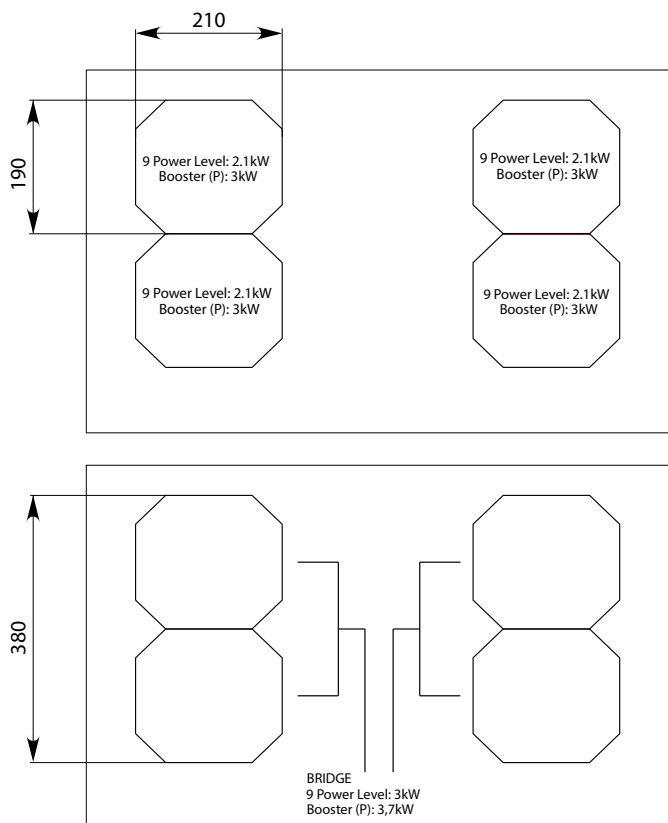 210
190
9 Power Level: 2.1kW
Booster (P): 3kW
9 Power Level: 2.1kW
Booster (P): 3kW
9 Power Level: 2.1kW
Booster (P): 3kW
9 Power Level: 2.1kW
Booster (P): 3kW
380
BRIDGE
9 Power Level: 3kW
Booster (P): 3,7kW